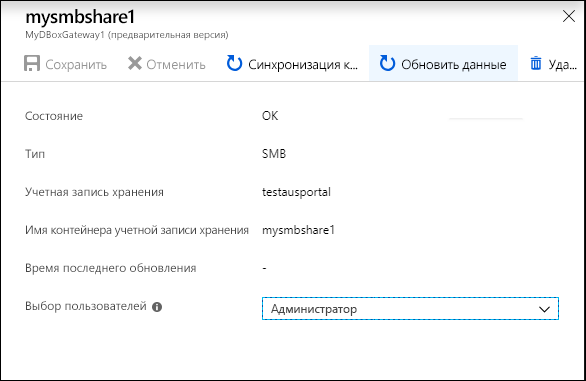 mysmbshare1
MyDBoxGateway1 (предварительная версия)
Сохранить Отменить Синхронизация к... Обновить данные Уда...
Состояние OK
Тип SMB
Учетная запись хранения testausportal
Имя контейнера учетной записи хранения mysmbshare1
Время последнего обновления -
Выбор пользователей Администратор